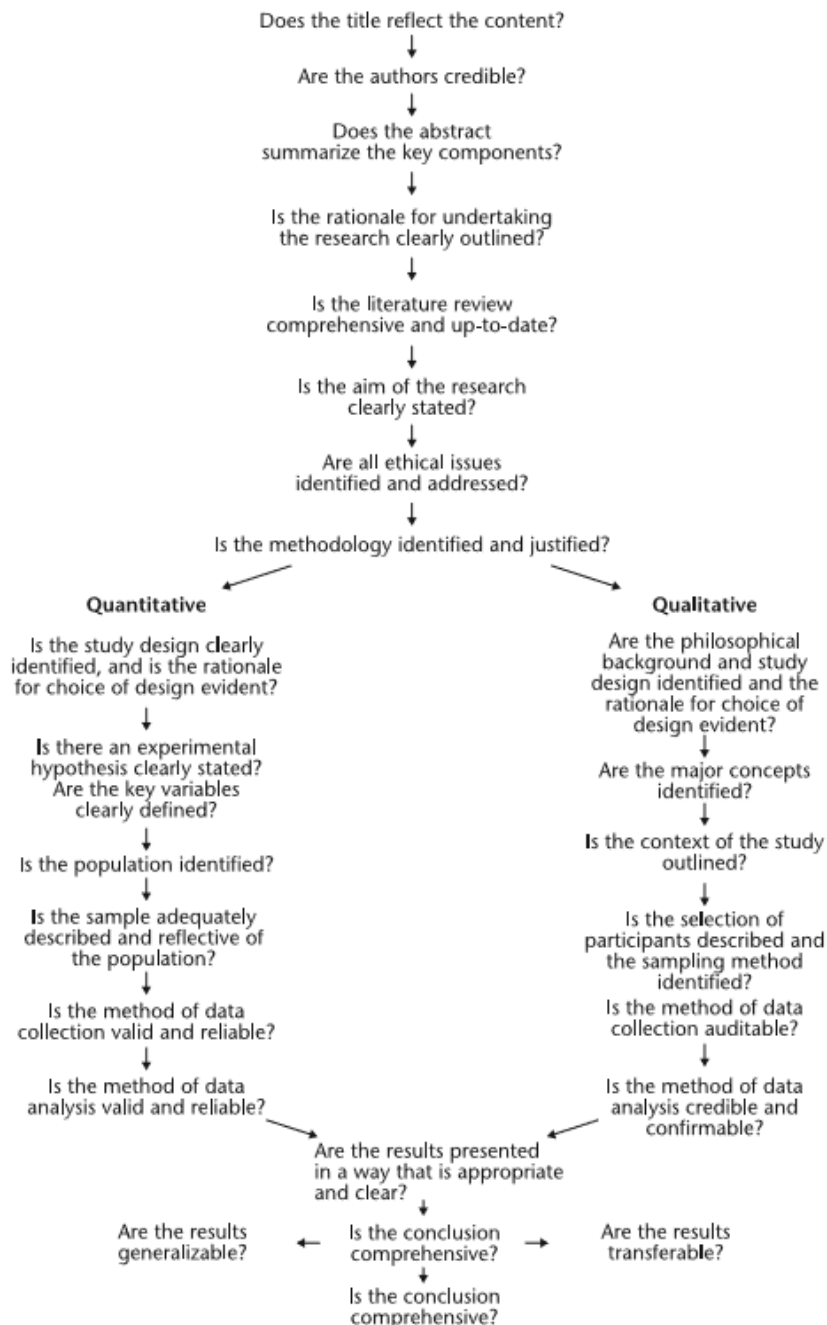 Does the title reflect the content?
Are the authors credible?
Does the abstract
summarize the key components?
Is the rationale for undertaking
the research clearly outlined?
Is the literature review
comprehensive and up-to-date?
Is the aim of the research
clearly stated?
Are all ethical issues
identified and addressed?
Is the methodology identified and justified?
Quantitative
Is the study design clearly
identified, and is the rationale
for choice of design evident?
Is there an experimental
hypothesis clearly stated?
Are the key variables
clearly defined?
Is the population identified?
Is the sample adequately
described and reflective of
the population?
Is the method of data
collection valid and reliable?
Is the method of data
analysis valid and reliable?
Qualitative
Are the philosophical
background and study
design identified and the
rationale for choice of
design evident?
Are the major concepts
identified?
Is the context of the study
outlined?
Is the selection of
participants described and
the sampling method
identified?
Is the method of data
collection auditable?
Is the method of data
analysis credible and
confirmable?
Are the results presented
in a way that is appropriate
and clear?
Are the results
generalizable?
Is the conclusion
comprehensive?
Are the results
transferable?
Is the conclusion
comprehensive?